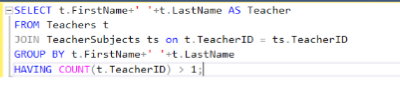 SELECT t.FirstName+' '+t.LastName AS Teacher
FROM Teachers t
JOIN TeacherSubjects ts on t.TeacherID = ts.TeacherID
GROUP BY t.FirstName+' '+t.LastName
HAVING COUNT(t.TeacherID) > 1;